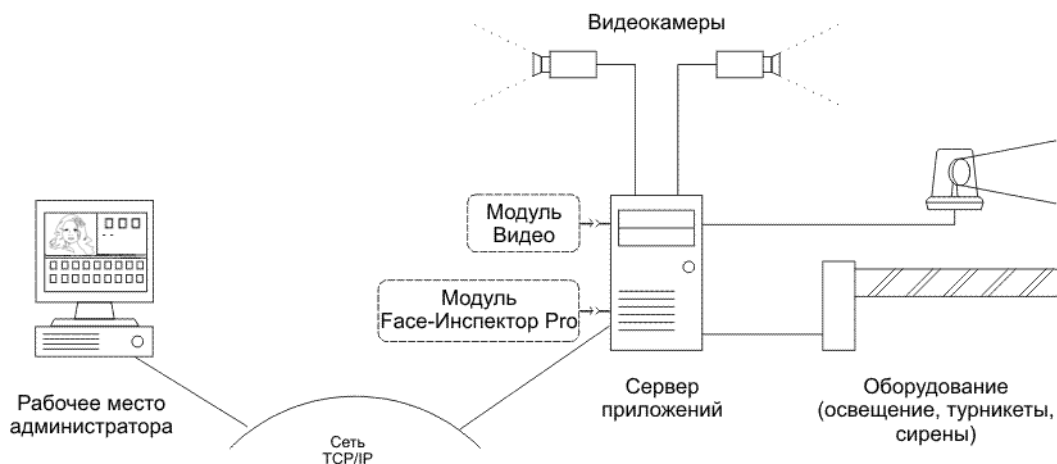 Видеокамеры
Модуль
Видео
Модуль
Face-Инспектор Pro
Рабочее место
администратора
Сеть
TCP/IP
Сервер
приложений
Оборудование
(освещение, турникеты,
сирены)